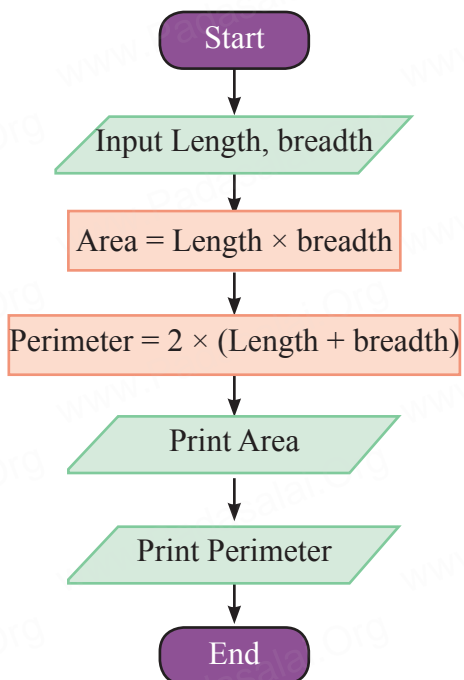 Start
Input Length, breadth
Area = Length × breadth
Perimeter = 2 × (Length + breadth)
Print Area
Print Perimeter
End